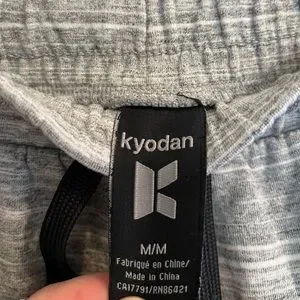 kyodan
M/M
Fabriqué en Chine/
Made in China
CA17791/RN86421